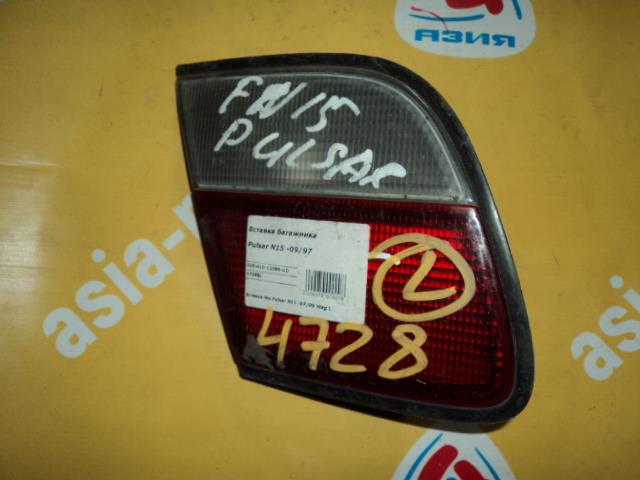 АЗИЯ
FN15
PULSAR
asia-
Вставка багажника
Pulsar N15 -09/97
L
4728
asia